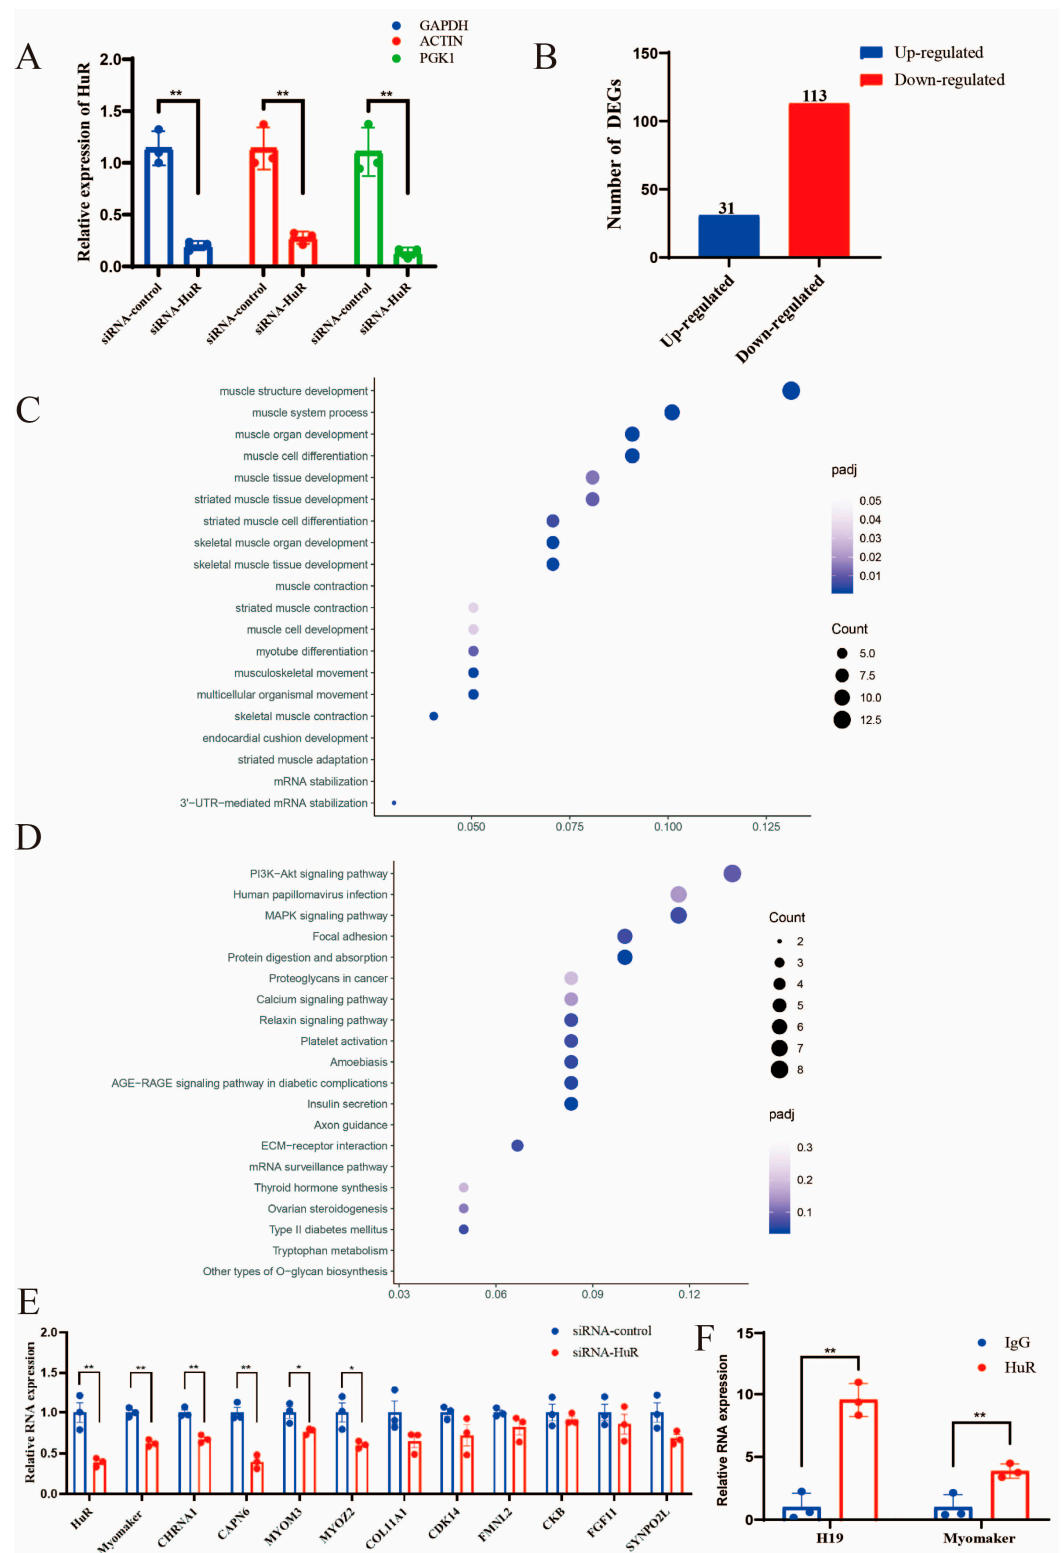 A
GAPDH
ACTIN
PGK1
Relative expression of HuR
2.0
1.5
1.0
0.5
0.0
** ** **
siRNA-control siRNA-HuR siRNA-control siRNA-HuR siRNA-control siRNA-HuR
B
Up-regulated
Down-regulated
Number of DEGs
150
100
50
0
31
113
Up-regulated Down-regulated
C
muscle structure development
muscle system process
muscle organ development
muscle cell differentiation
muscle tissue development
striated muscle tissue development
striated muscle cell differentiation
skeletal muscle organ development
skeletal muscle tissue development
muscle contraction
striated muscle contraction
muscle cell development
myotube differentiation
musculoskeletal movement
multicellular organismal movement
skeletal muscle contraction
endocardial cushion development
striated muscle adaptation
mRNA stabilization
3'−UTR−mediated mRNA stabilization
0.050 0.075 0.100 0.125
padj
0.05
0.04
0.03
0.02
0.01
Count
5.0
7.5
10.0
12.5
D
PI3K−Akt signaling pathway
Human papillomavirus infection
MAPK signaling pathway
Focal adhesion
Protein digestion and absorption
Proteoglycans in cancer
Calcium signaling pathway
Relaxin signaling pathway
Platelet activation
Amoebiasis
AGE−RAGE signaling pathway in diabetic complications
Insulin secretion
Axon guidance
ECM−receptor interaction
mRNA surveillance pathway
Thyroid hormone synthesis
Ovarian steroidogenesis
Type II diabetes mellitus
Tryptophan metabolism
Other types of O−glycan biosynthesis
0.03 0.06 0.09 0.12
Count
2
3
4
5
6
7
8
padj
0.3
0.2
0.1
E
siRNA-control
siRNA-HuR
Relative RNA expression
2.0
1.5
1.0
0.5
0.0
** ** ** ** * *
HuR Myomaker CHRNA1 CAPN6 MYOM3 MYOZ2 COL11A1 CDK14 FMNL2 CKB FGF11 SYNPO2L
F
IgG
HuR
Relative RNA expression
15
10
5
0
** **
H19 Myomaker